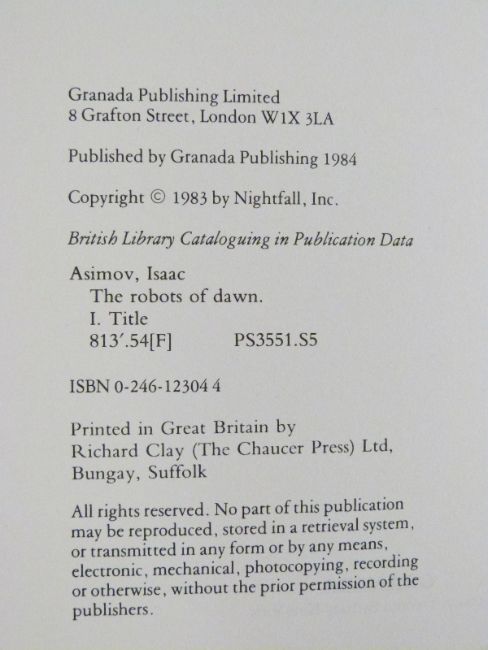 Granada Publishing Limited
8 Grafton Street, London W1X 3LA
Published by Granada Publishing 1984
Copyright © 1983 by Nightfall, Inc.
British Library Cataloguing in Publication Data
Asimov, Isaac
The robots of dawn.
I. Title
813'.54[F] PS3551.S5
ISBN 0-246-12304 4
Printed in Great Britain by
Richard Clay (The Chaucer Press) Ltd,
Bungay, Suffolk
All rights reserved. No part of this publication
may be reproduced, stored in a retrieval system,
or transmitted in any form or by any means,
electronic, mechanical, photocopying, recording
or otherwise, without the prior permission of the
publishers.